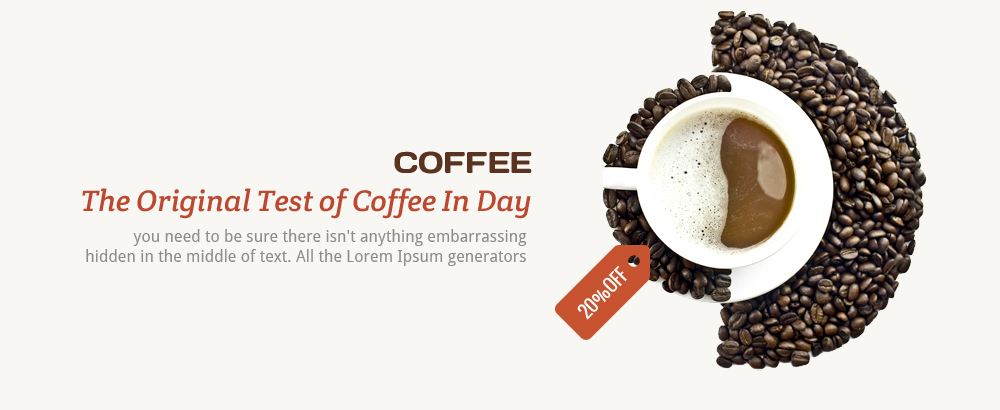 COFFEE
The Original Test of Coffee In Day
you need to be sure there isn't anything embarrassing
hidden in the middle of text. All the Lorem Ipsum generators
20%OFF